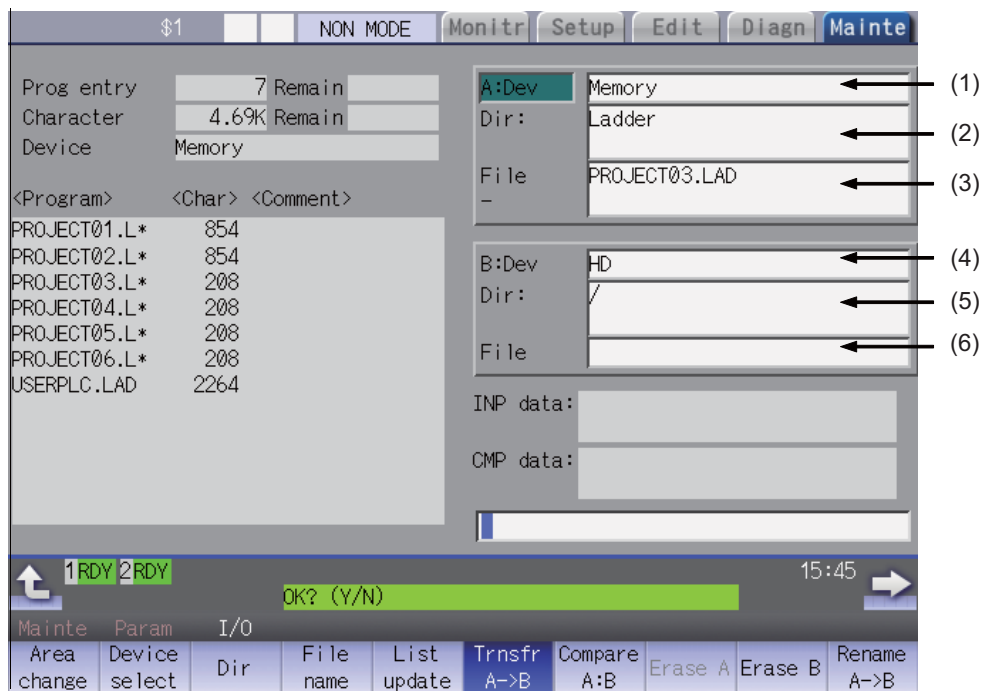 $1 NON MODE Monitr Setup Edit Diagn Mainte
Prog entry 7 Remain
Character 4.69K Remain
Device Memory
<Program> <Char> <Comment>
PROJECT01.L* 854
PROJECT02.L* 854
PROJECT03.L* 208
PROJECT04.L* 208
PROJECT05.L* 208
PROJECT06.L* 208
USERPLC.LAD 2264
A:Dev Memory (1)
Dir: Ladder (2)
File PROJECT03.LAD (3)
–
B:Dev HD (4)
Dir: / (5)
File (6)
INP data:
CMP data:
1RDY 2RDY 15:45
OK? (Y/N)
Mainte Param I/O
Area change
Device select
Dir
File name
List update
Trnsfr A->B
Compare A:B
Erase A
Erase B
Rename A->B